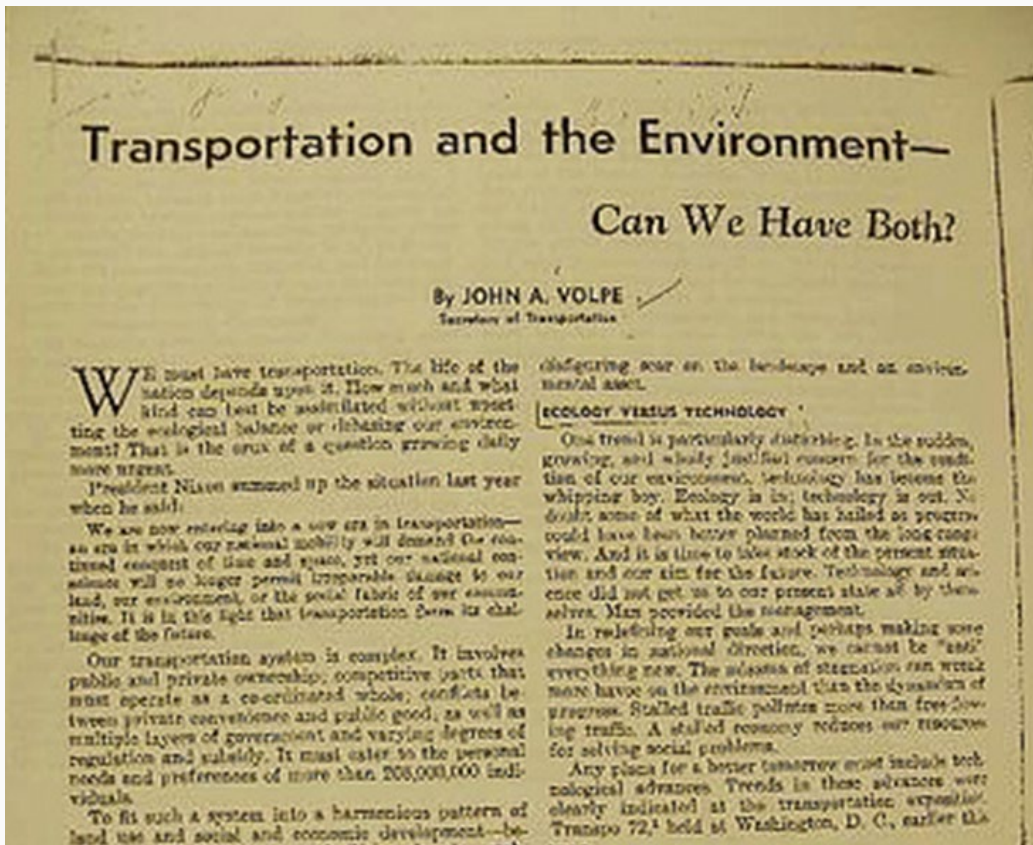 Transportation and the Environment—
Can We Have Both?
By JOHN A. VOLPE
Secretary of Transportation
WE must have transportation. The life of the
nation depends upon it. How much and what
kind can best be assimilated without upset-
ting the ecological balance or debasing our environ-
ment? That is the crux of a question growing daily
more urgent.
President Nixon summed up the situation last year
when he said:
We are now entering into a new era in transportation—
an era in which our national mobility will demand the con-
tinued conquest of time and space, yet our national con-
science will no longer permit irreparable damage to our
land, our environment, or the social fabric of our commu-
nities. It is in this light that transportation faces its chal-
lenge of the future.
Our transportation system is complex. It involves
public and private ownership; competitive parts that
must operate as a co-ordinated whole; conflicts be-
tween private convenience and public good; as well as
multiple layers of government and varying degrees of
regulation and subsidy. It must cater to the personal
needs and preferences of more than 208,000,000 indi-
viduals.
To fit such a system into a harmonious pattern of
land use and social and economic development—be-
disfiguring scar on the landscape and an environ-
mental asset.
ECOLOGY VERSUS TECHNOLOGY
One trend is particularly disturbing. In the sudden,
growing, and wholly justified concern for the condi-
tion of our environment, technology has become the
whipping boy. Ecology is in; technology is out. No
doubt some of what the world has hailed as progress
could have been better planned from the long-range
view. And it is time to take stock of the present situa-
tion and our aim for the future. Technology and sci-
ence did not get us to our present state all by them-
selves. Man provided the management.
In redefining our goals and perhaps making some
changes in national direction, we cannot be "anti"
everything new. The miasma of stagnation can wreak
more havoc on the environment than the dynamism of
progress. Stalled traffic pollutes more than free-flow-
ing traffic. A stalled economy reduces our resources
for solving social problems.
Any plans for a better tomorrow must include tech-
nological advances. Trends in these advances were
clearly indicated at the transportation exposition,
Transpo 72,¹ held at Washington, D. C., earlier this